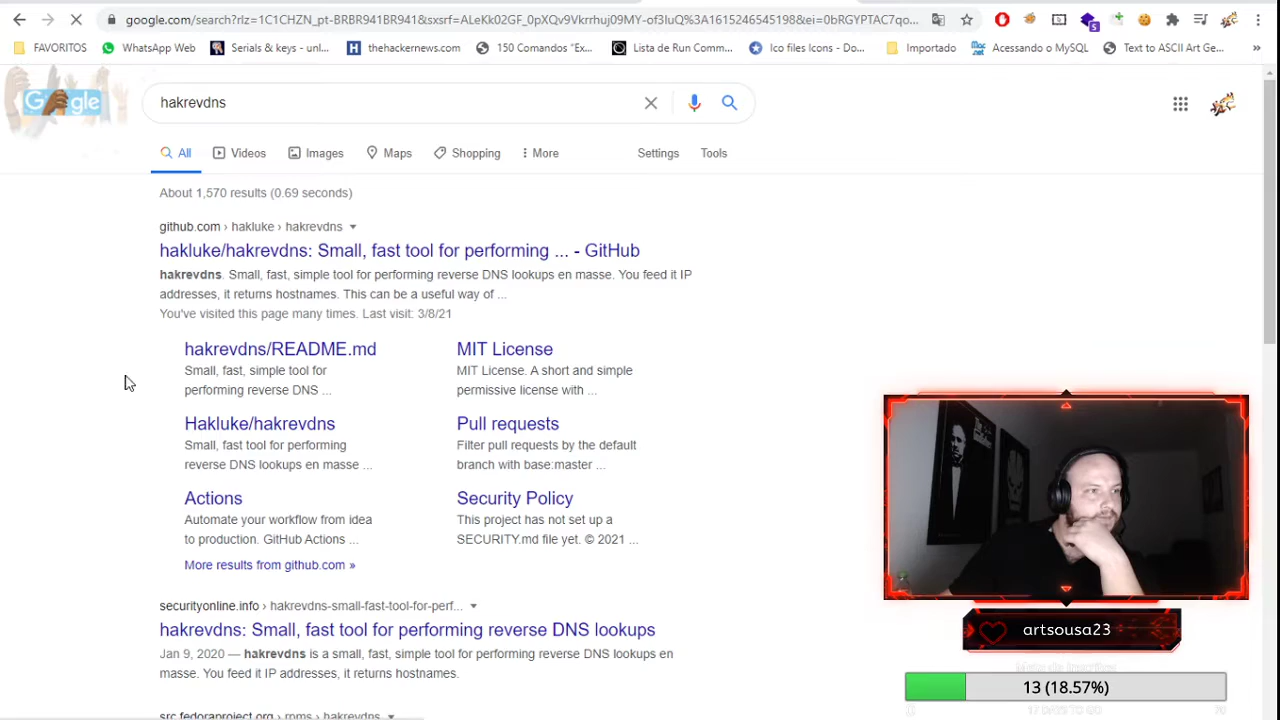 google.com/search?rlz=1C1CHZN_pt-BRBR941BR941&sxsrf=ALeKk02GF_0pXQv9Vkrrhuj09MY-of3IuQ%3A1615246545198&ei=0bRGYPTAC7qo...
5
FAVORITOS
WhatsApp Web
Serials & keys - unl...
thehackernews.com
150 Comandos "Ex...
Lista de Run Comm...
Ico files Icons - Do...
Importado
Acessando o MySQL
Text to ASCII Art Ge...
»
Google
hakrevdns
All
Videos
Images
Maps
Shopping
More
Settings
Tools
About 1,570 results (0.69 seconds)
github.com › hakluke › hakrevdns
hakluke/hakrevdns: Small, fast tool for performing ... - GitHub
hakrevdns. Small, fast, simple tool for performing reverse DNS lookups en masse. You feed it IP
addresses, it returns hostnames. This can be a useful way of ...
You've visited this page many times. Last visit: 3/8/21
hakrevdns/README.md
Small, fast, simple tool for
performing reverse DNS ...
MIT License
MIT License. A short and simple
permissive license with ...
Hakluke/hakrevdns
Small, fast tool for performing
reverse DNS lookups en masse ...
Pull requests
Filter pull requests by the default
branch with base:master ...
Actions
Automate your workflow from idea
to production. GitHub Actions ...
Security Policy
This project has not set up a
SECURITY.md file yet. © 2021 ...
More results from github.com »
securityonline.info › hakrevdns-small-fast-tool-for-perf...
hakrevdns: Small, fast tool for performing reverse DNS lookups
Jan 9, 2020 — hakrevdns is a small, fast, simple tool for performing reverse DNS lookups en
masse. You feed it IP addresses, it returns hostnames.
src.fedoraproject.org › rpms › hakrevdns
artsousa23
Meta de Inscritos
13 (18.57%)